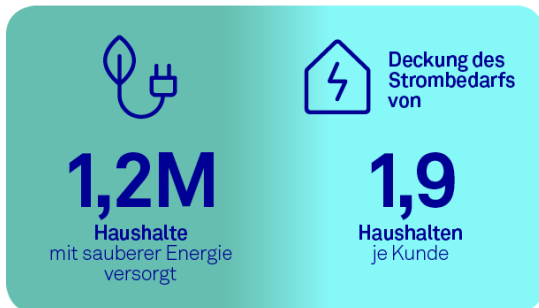 1,2M
Haushalte
mit sauberer Energie
versorgt
Deckung des
Strombedarfs
von
1,9
Haushalten
je Kunde